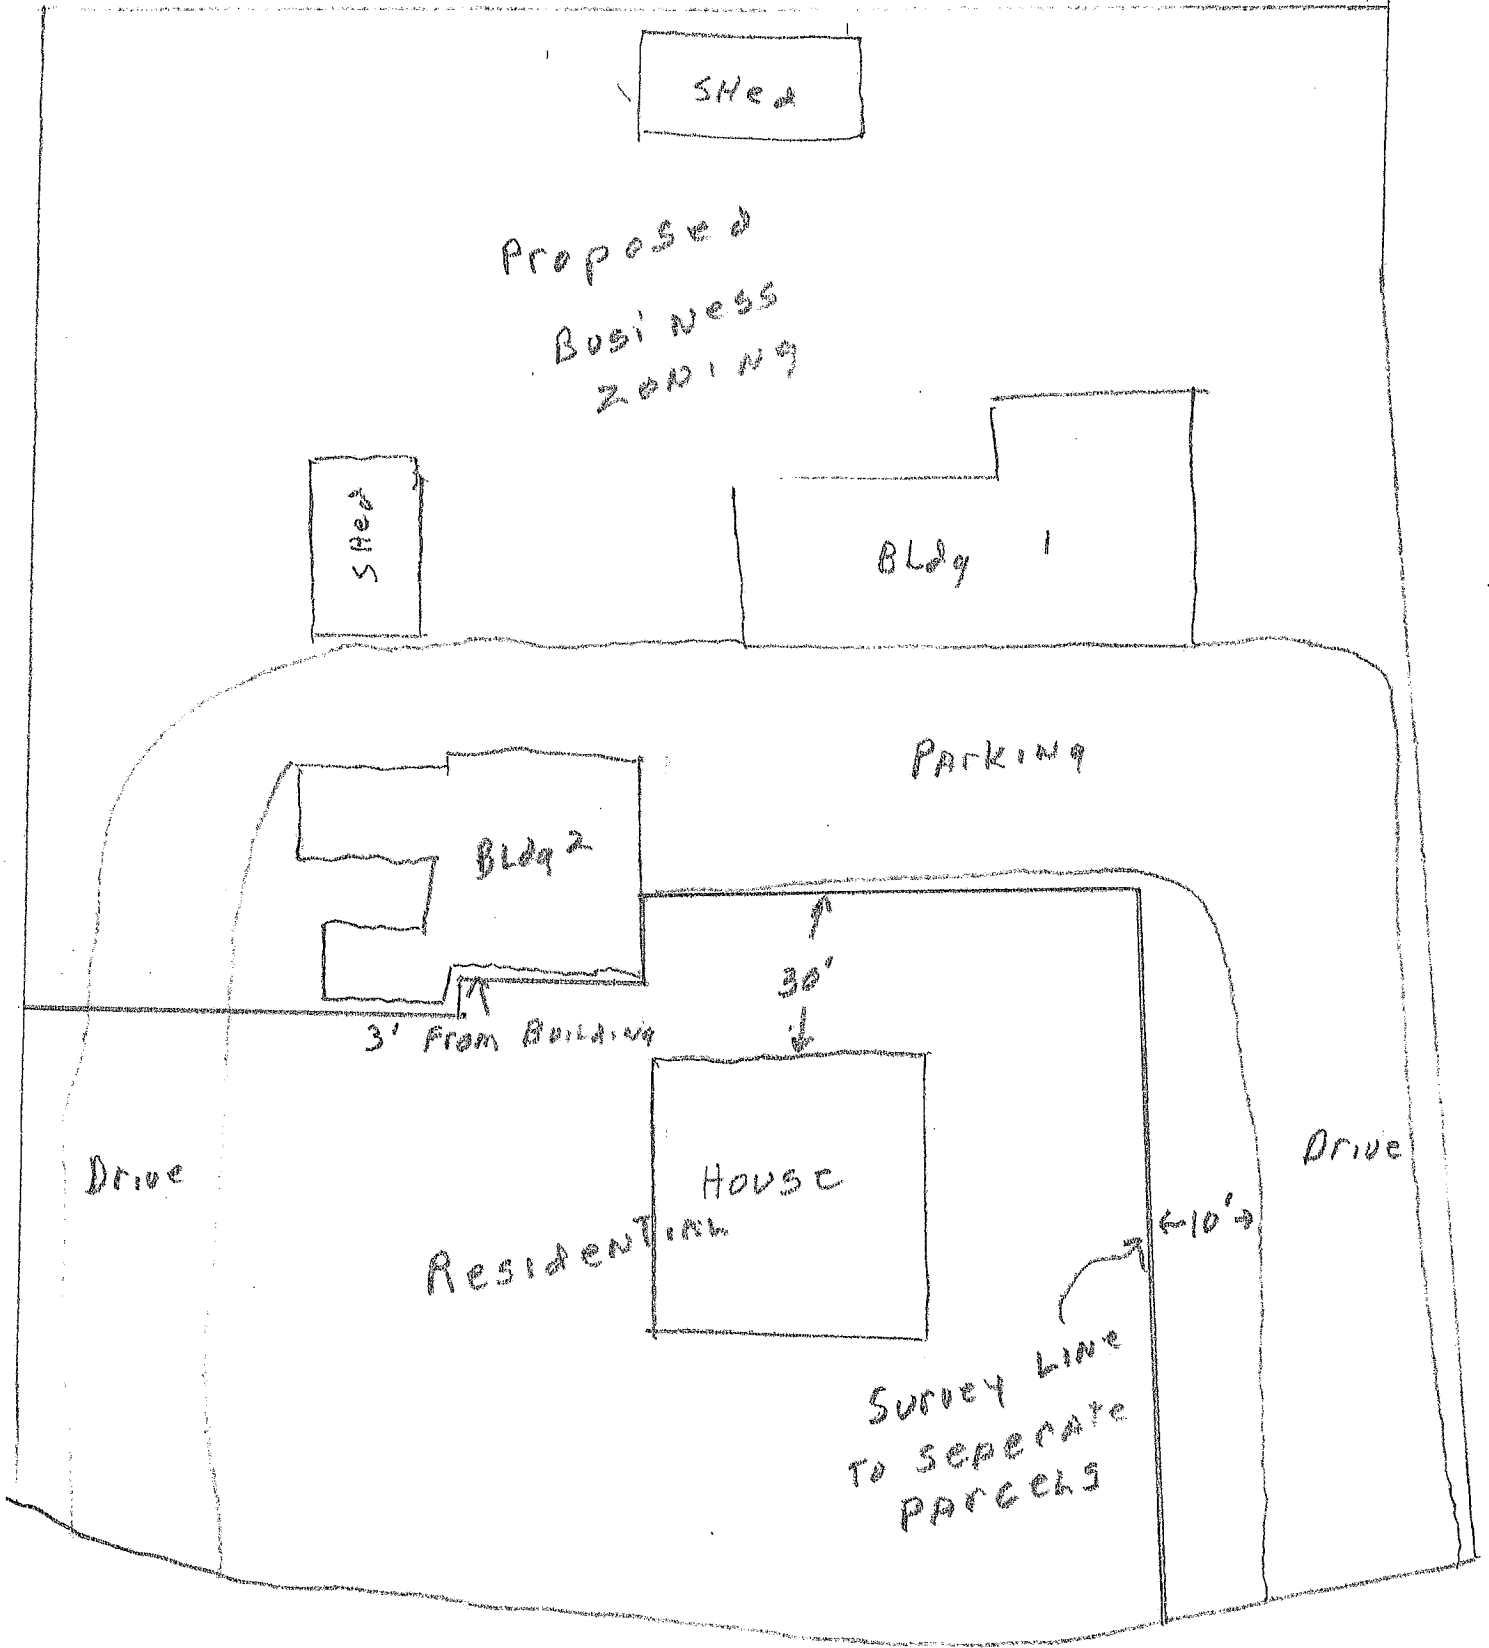 SHed
Proposed
BusiNess
ZONING
SHed
BLdg 1
PArkINg
BLdg 2
30'
3' From BuiLding
Drive
House
Drive
ResidenTiAL
←10'→
Survey LINe
To sepерATe
PArceLs